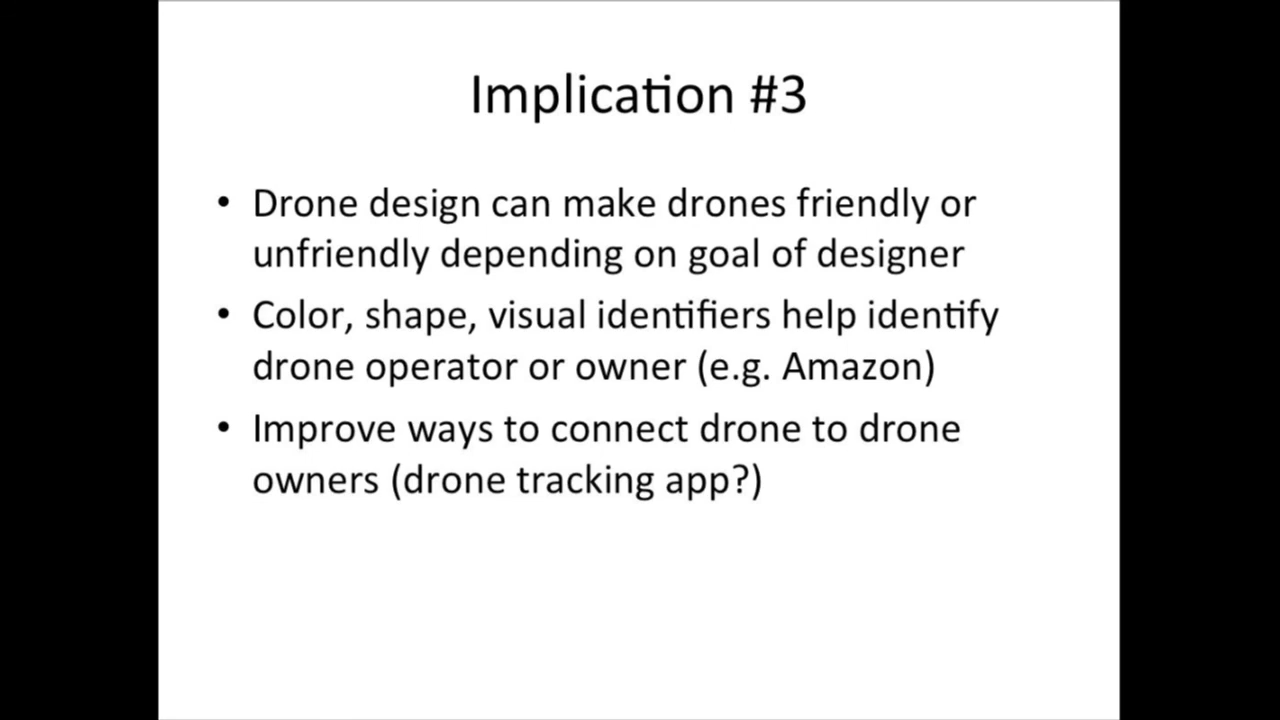 Implication #3
• Drone design can make drones friendly or
unfriendly depending on goal of designer
• Color, shape, visual identifiers help identify
drone operator or owner (e.g. Amazon)
• Improve ways to connect drone to drone
owners (drone tracking app?)